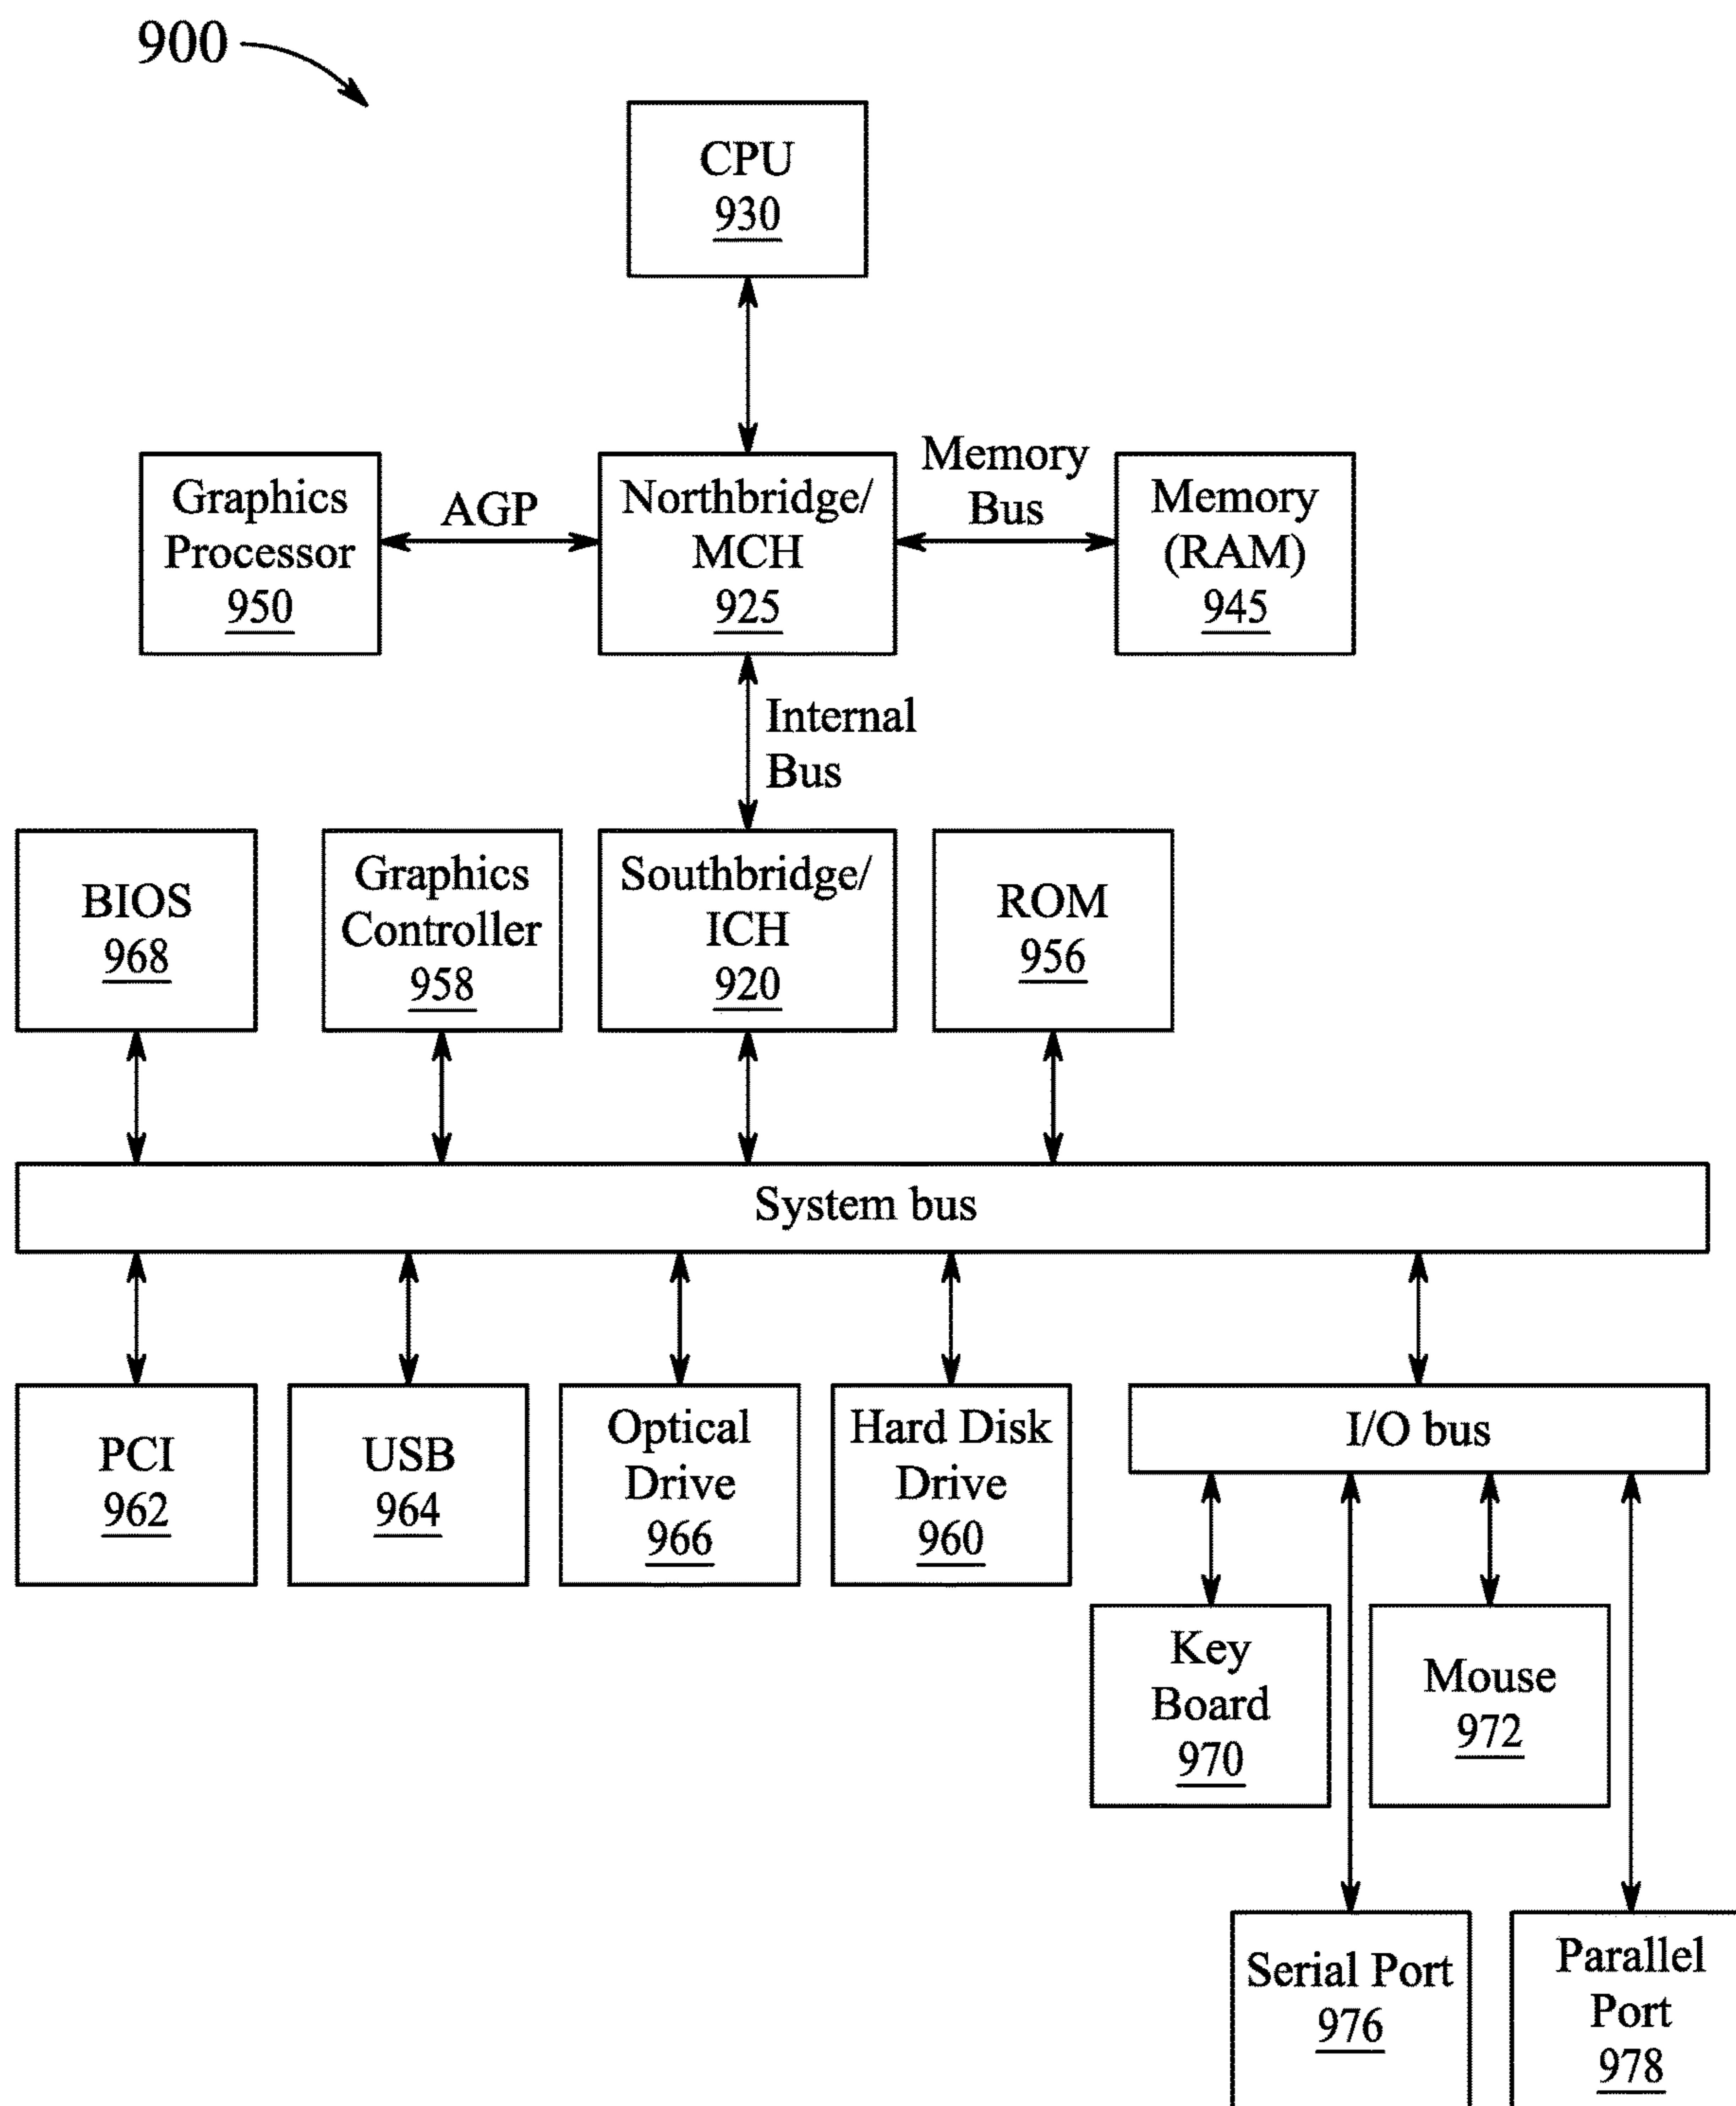 900
CPU
930
Graphics
Processor
950
AGP
Northbridge/
MCH
925
Memory
Bus
Memory
(RAM)
945
Internal
Bus
BIOS
968
Graphics
Controller
958
Southbridge/
ICH
920
ROM
956
System bus
PCI
962
USB
964
Optical
Drive
966
Hard Disk
Drive
960
I/O bus
Key
Board
970
Mouse
972
Serial Port
976
Parallel
Port
978